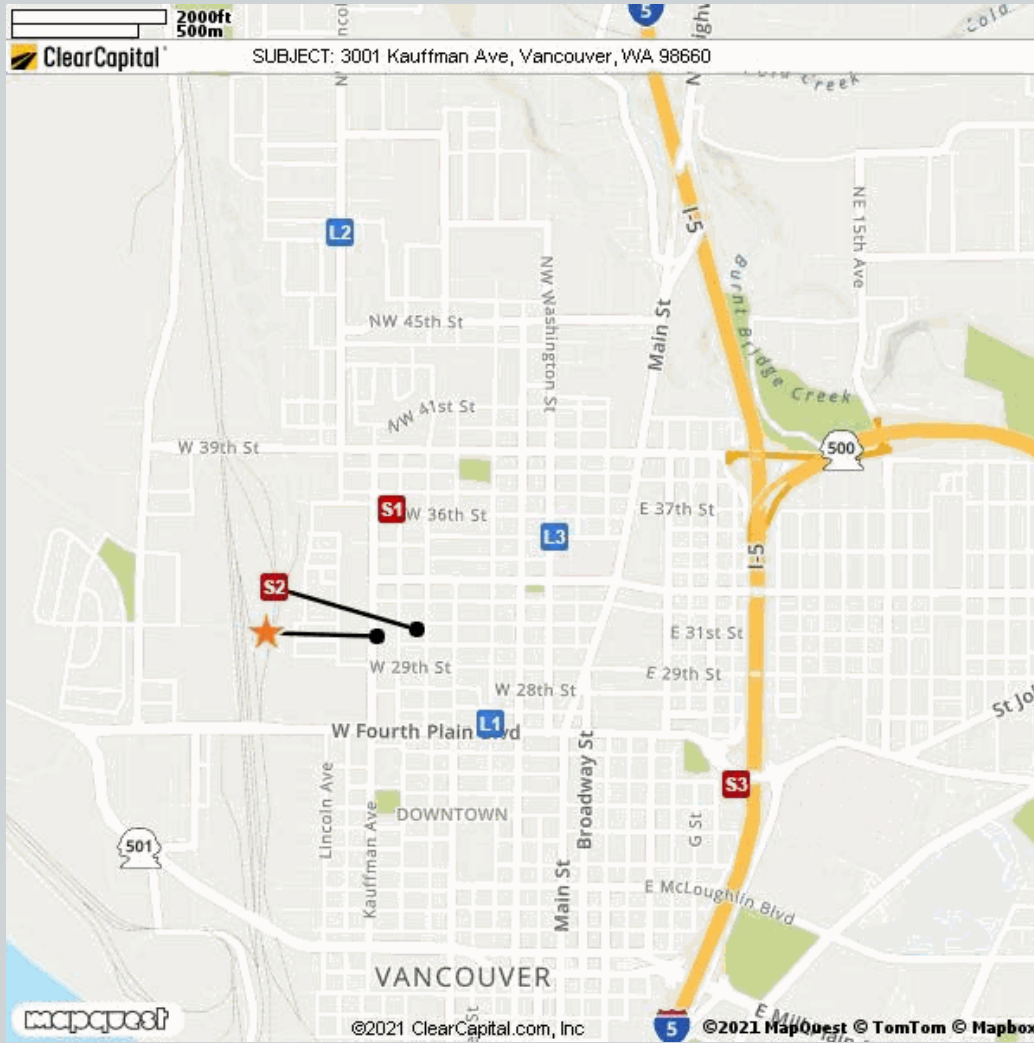 2000ft
500m
5
ClearCapital
SUBJECT: 3001 Kauffman Ave, Vancouver, WA 98660
I-5
NE 15th Ave
L2
Burnt Bridge Creek
NW Washington St
NW 45th St
Main St
NW 41st St
W 39th St
500
S1
W 36th St
E 37th St
L3
I-5
S2
E 31st St
W 29th St
E 29th St
W 28th St
L1
W Fourth Plain
S3
Broadway St
Lincoln Ave
Kauffman Ave
DOWNTOWN
G St
501
Main St
E McLoughlin Blvd
VANCOUVER
mapquest
©2021 ClearCapital.com, Inc
5
©2021 MapQuest © TomTom © Mapbox